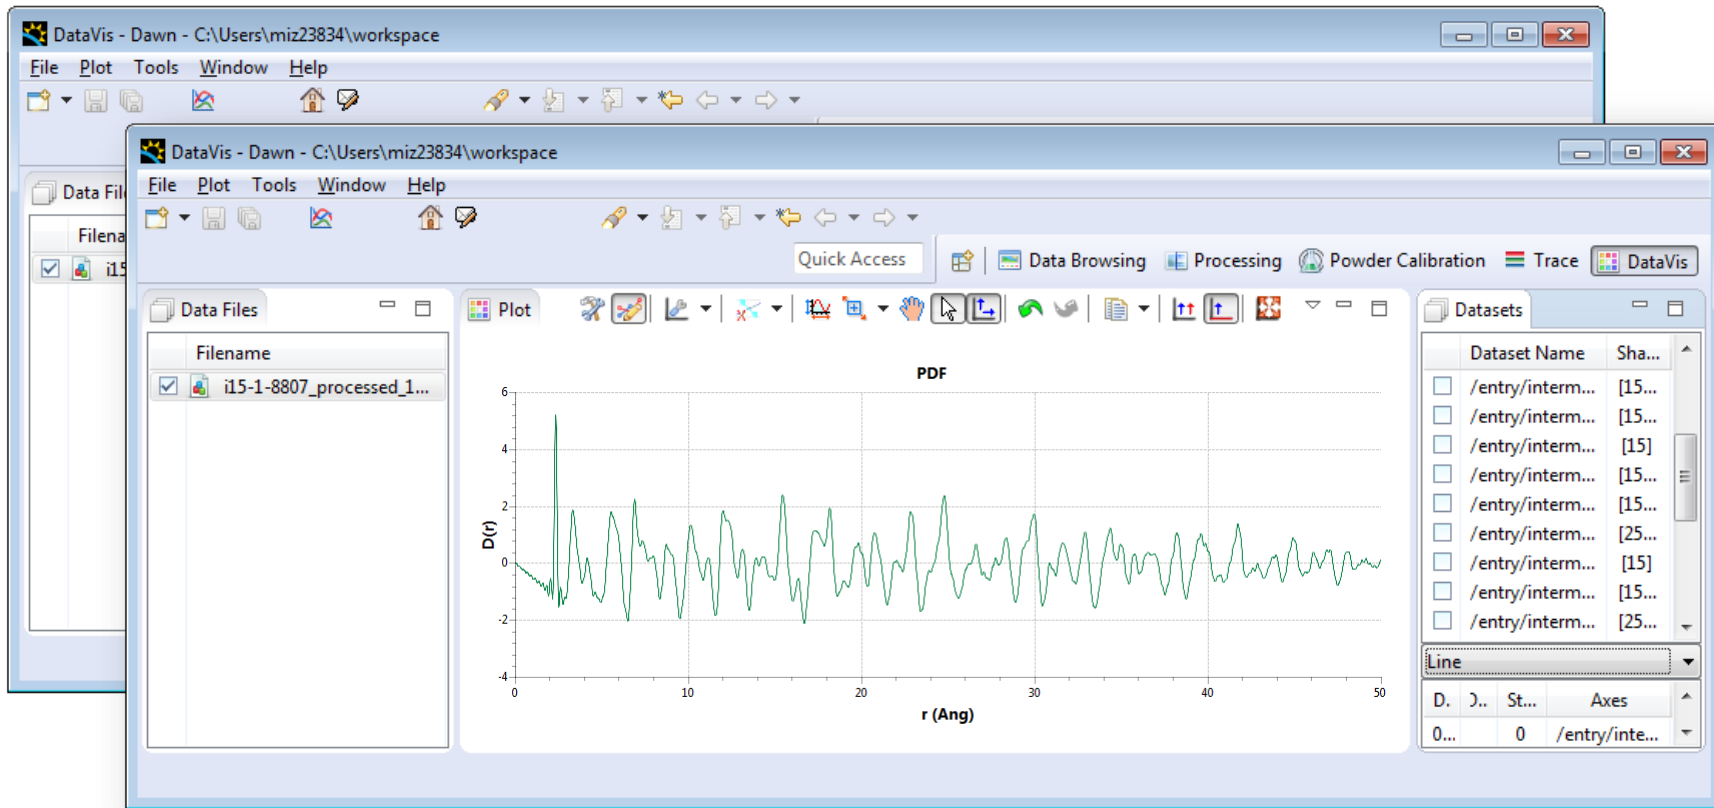 DataVis - Dawn - C:\Users\miz23834\workspace
File Plot Tools Window Help
Data File
Filena
i15
DataVis - Dawn - C:\Users\miz23834\workspace
File Plot Tools Window Help
Quick Access Data Browsing Processing Powder Calibration Trace DataVis
Data Files
Filename
i15-1-8807_processed_1...
Plot
PDF
D(r)
6
4
2
0
-2
-4
0 10 20 30 40 50
r (Ang)
Datasets
Dataset Name Sha...
/entry/interm... [15...
/entry/interm... [15...
/entry/interm... [15]
/entry/interm... [15...
/entry/interm... [15...
/entry/interm... [25...
/entry/interm... [15]
/entry/interm... [15...
/entry/interm... [25...
Line
D. St... Axes
0... 0 /entry/inte...